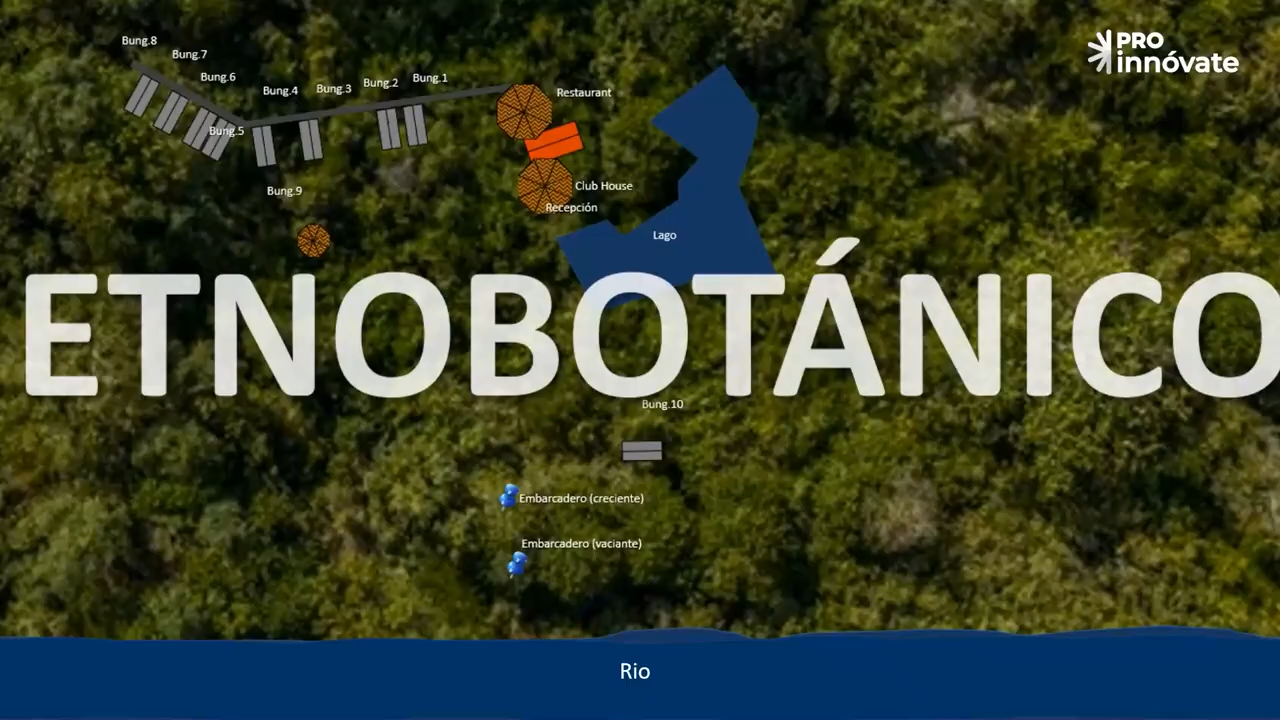 PRO
innóvate
Bung.8
Bung.7
Bung.6
Bung.4
Bung.3
Bung.2
Bung.1
Restaurant
Bung.5
Club House
Bung.9
Recepción
Lago
ETNOBOTÁNICO
Bung.10
Embarcadero (creciente)
Embarcadero (vaciante)
Rio